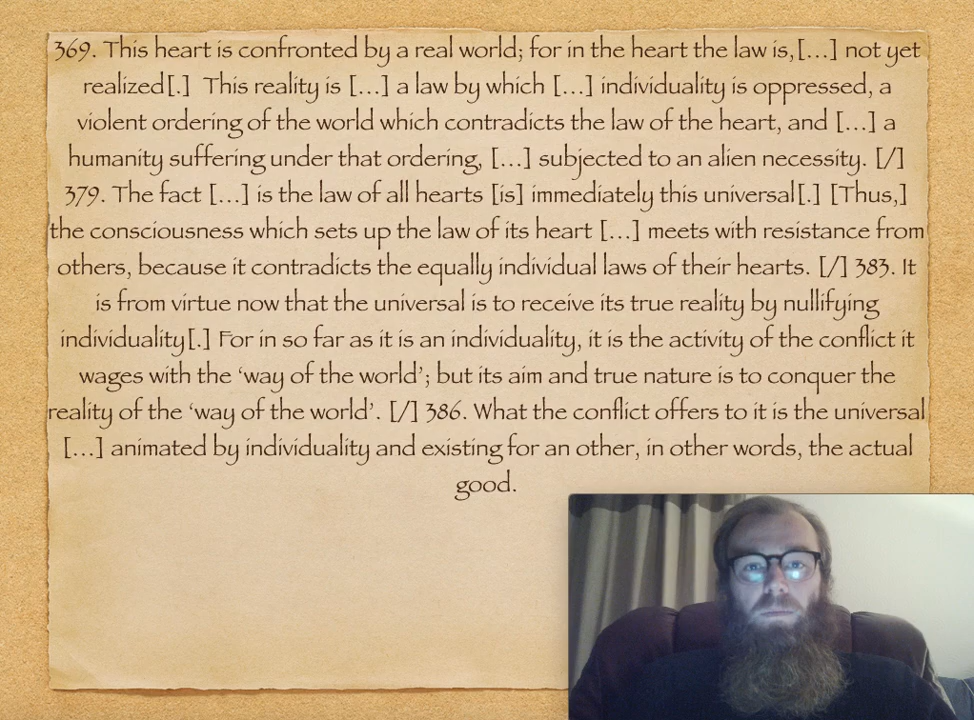 369. This heart is confronted by a real world; for in the heart the law is,[…] not yet
realized[.] This reality is […] a law by which […] individuality is oppressed, a
violent ordering of the world which contradicts the law of the heart, and […] a
humanity suffering under that ordering, […] subjected to an alien necessity. [/]
379. The fact […] is the law of all hearts [is] immediately this universal[.] [Thus,]
the consciousness which sets up the law of its heart […] meets with resistance from
others, because it contradicts the equally individual laws of their hearts. [/] 383. It
is from virtue now that the universal is to receive its true reality by nullifying
individuality[.] For in so far as it is an individuality, it is the activity of the conflict it
wages with the ‘way of the world’; but its aim and true nature is to conquer the
reality of the ‘way of the world’. [/] 386. What the conflict offers to it is the universal
[…] animated by individuality and existing for an other, in other words, the actual
good.